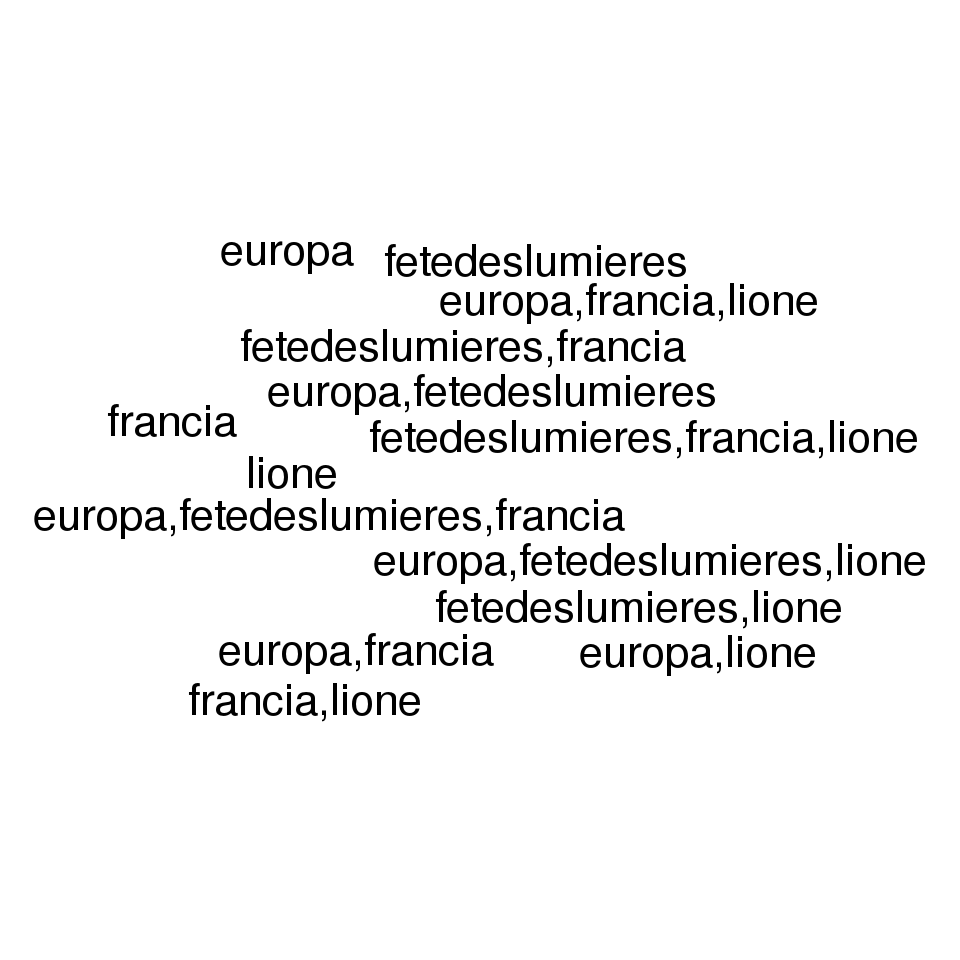 europa
fetedeslumieres
europa,francia,lione
fetedeslumieres,francia
europa,fetedeslumieres
francia
fetedeslumieres,francia,lione
lione
europa,fetedeslumieres,francia
europa,fetedeslumieres,lione
fetedeslumieres,lione
europa,francia
europa,lione
francia,lione